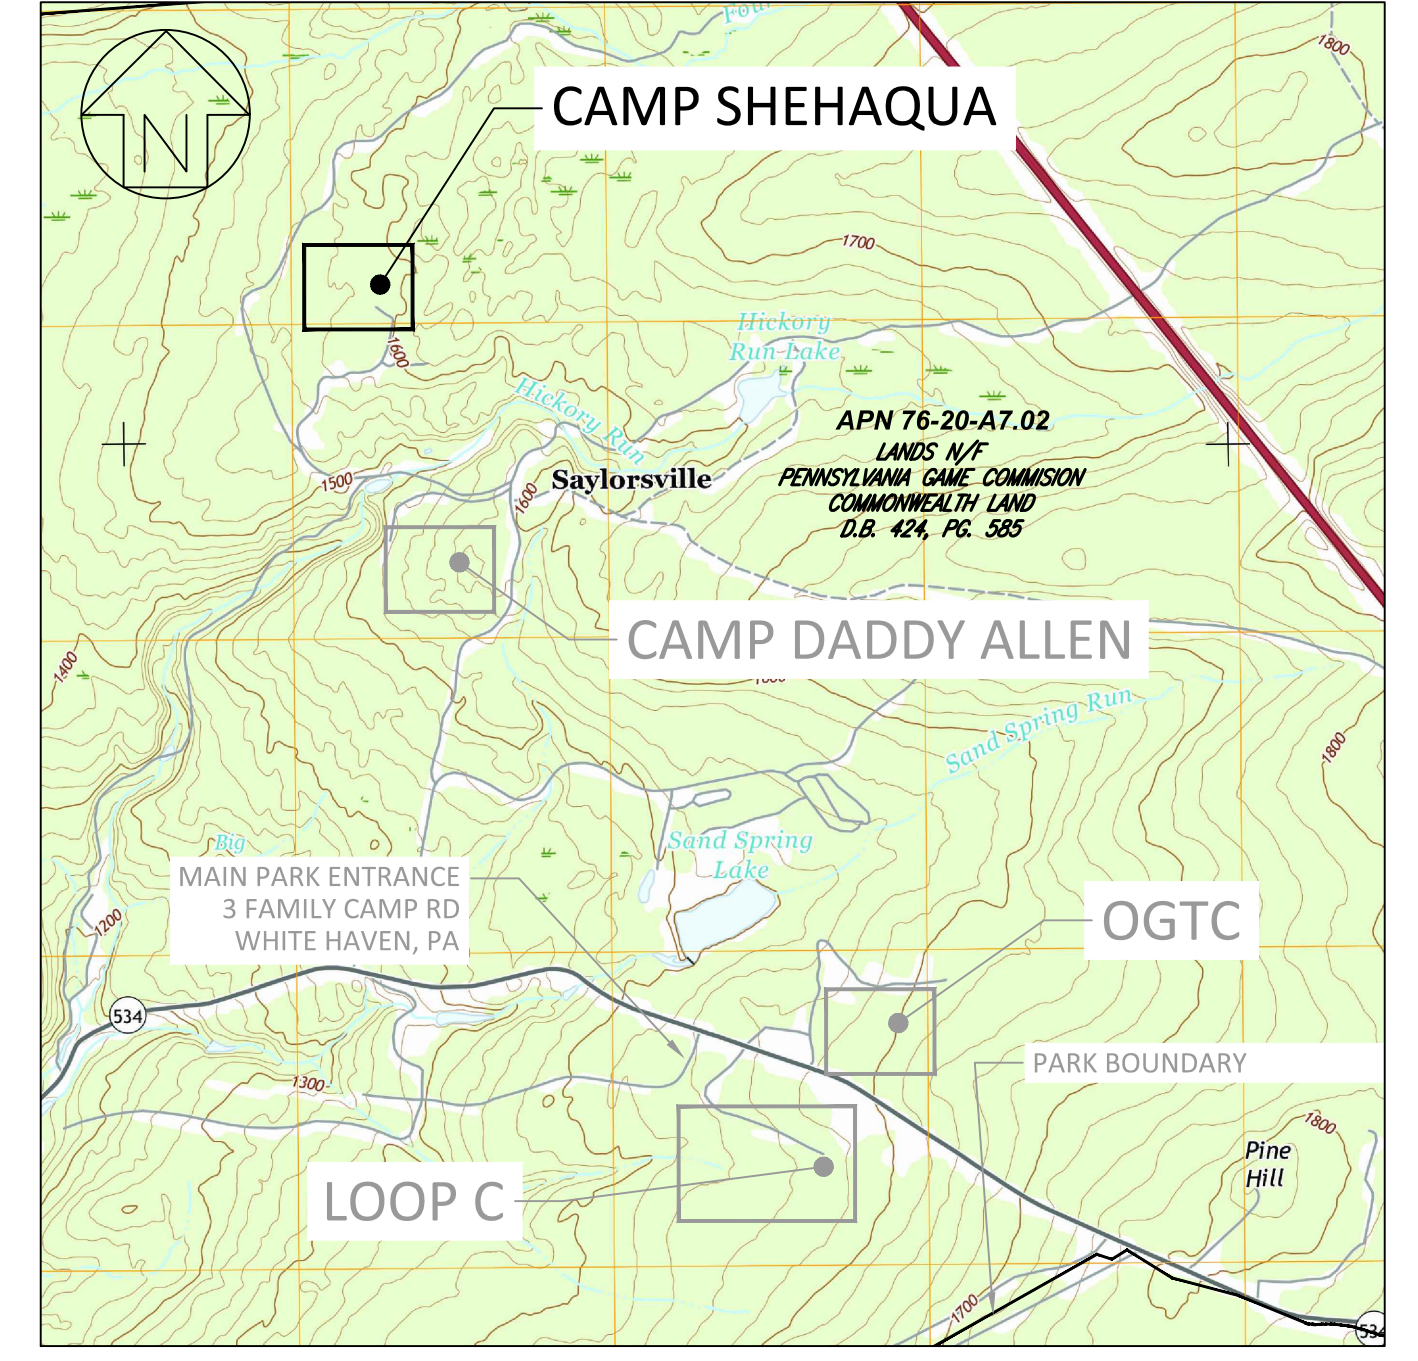 Four
1800
N
CAMP SHEHAQUA
1700
Hickory
Run Lake
1600
Hickory Run
APN 76-20-A7.02
LANDS N/F
PENNSYLVANIA GAME COMMISION
COMMONWEALTH LAND
D.B. 424, PG. 585
Saylorsville
1500
1600
CAMP DADDY ALLEN
1400
Sand Spring Run
1800
Big
Sand Spring
Lake
MAIN PARK ENTRANCE
3 FAMILY CAMP RD
WHITE HAVEN, PA
OGTC
1200
534
PARK BOUNDARY
1300
1800
Pine
Hill
LOOP C
1700
534